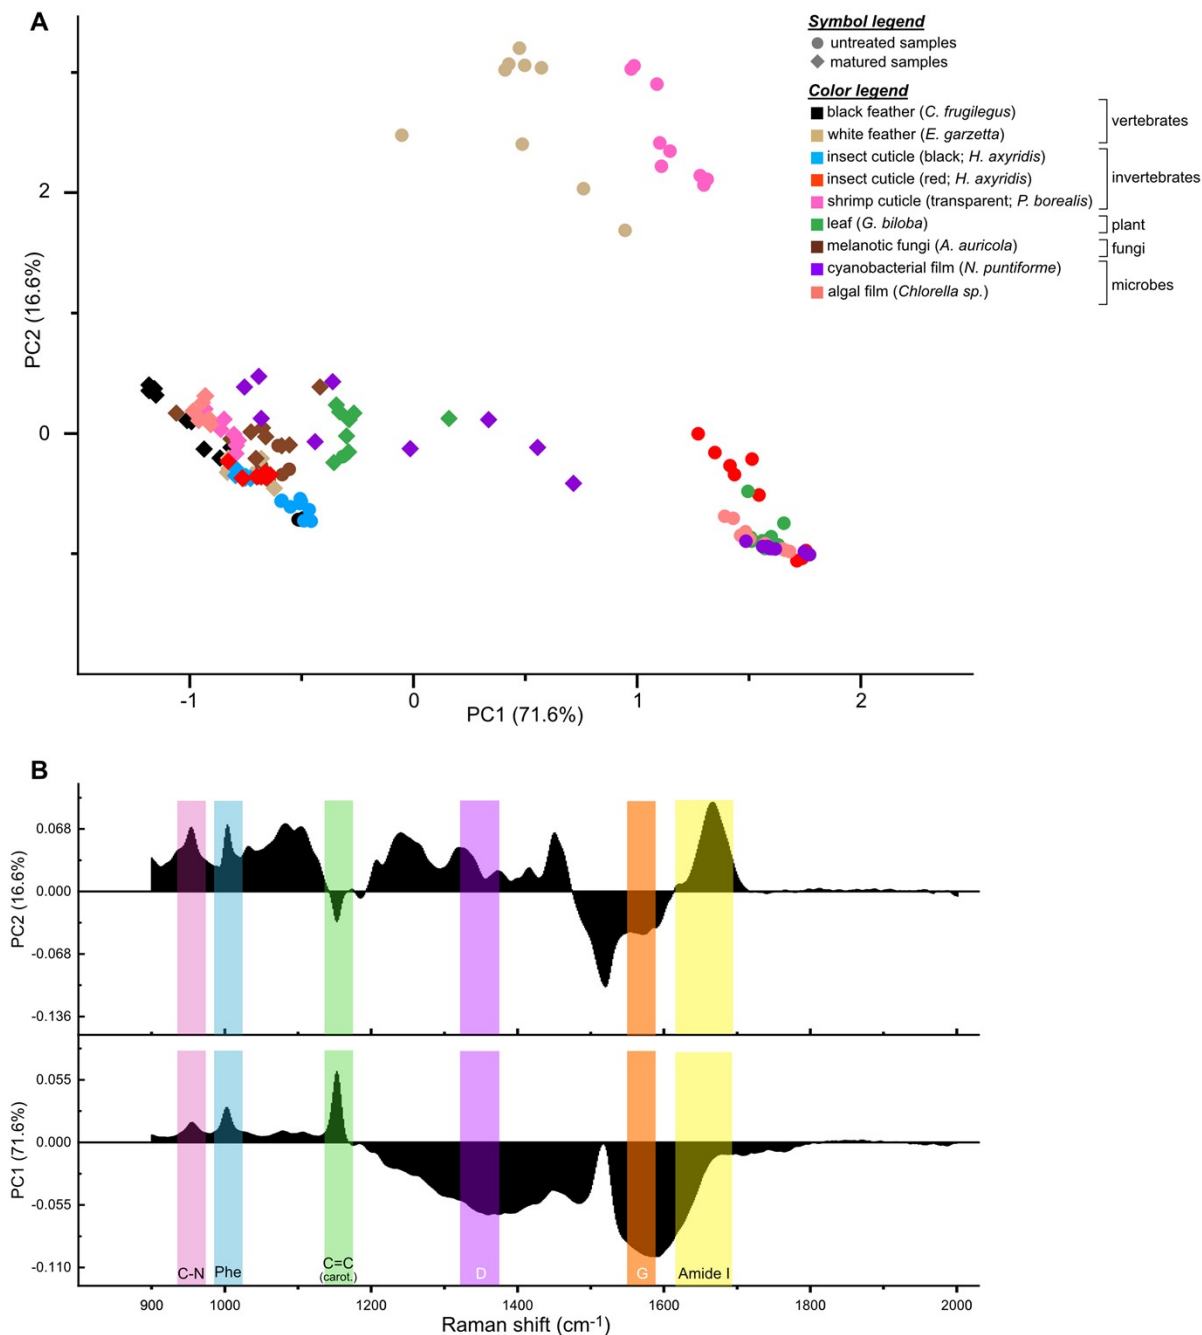 A
Symbol legend
untreated samples
matured samples
Color legend
black feather (C. frugilegus)
white feather (E. garzetta)
vertebrates
insect cuticle (black; H. axyridis)
insect cuticle (red; H. axyridis)
shrimp cuticle (transparent; P. borealis)
invertebrates
leaf (G. biloba)
plant
melanotic fungi (A. auricola)
fungi
cyanobacterial film (N. puntiforme)
algal film (Chlorella sp.)
microbes
PC2 (16.6%)
2
0
-1
0
1
2
PC1 (71.6%)
B
PC2 (16.6%)
0.068
0.000
-0.068
-0.136
PC1 (71.6%)
0.055
0.000
-0.055
-0.110
C-N
Phe
C=C
(carot.)
D
G
Amide I
900
1000
1200
1400
1600
1800
2000
Raman shift (cm-1)